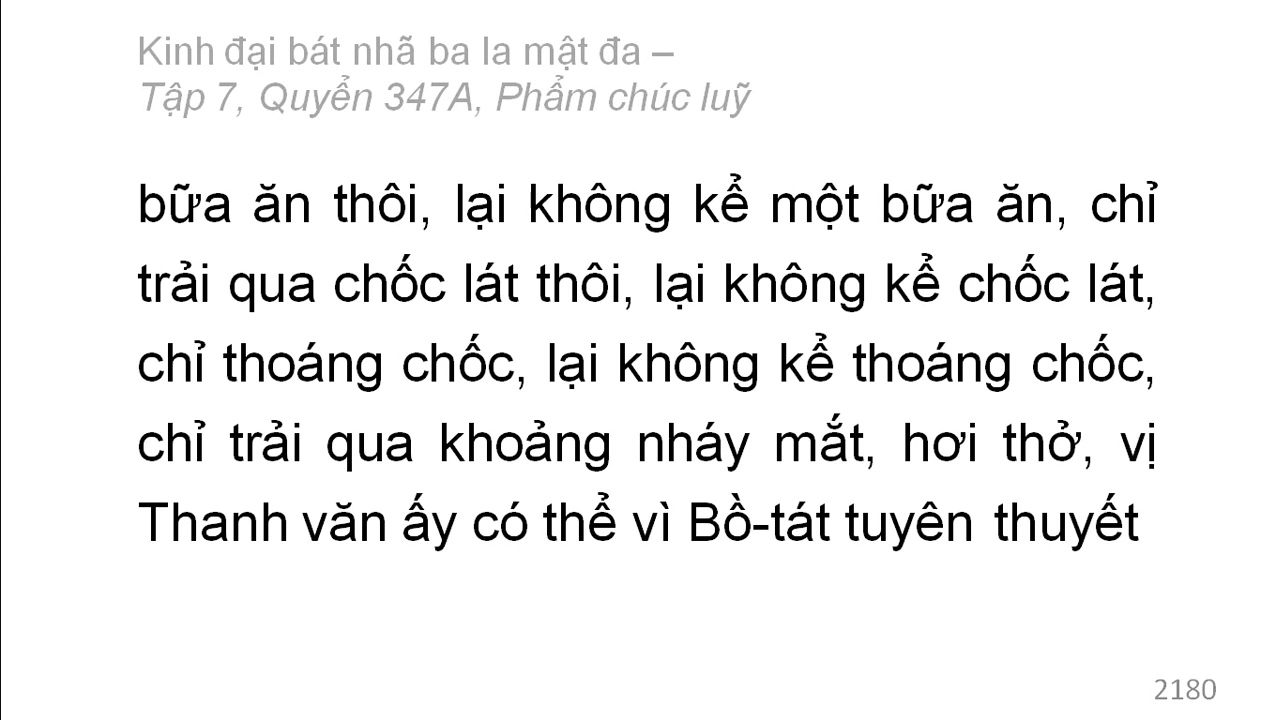 Kinh đại bát nhã ba la mật đa –
Tập 7, Quyển 347A, Phẩm chúc luỹ
bữa ăn thôi, lại không kể một bữa ăn, chỉ
trải qua chốc lát thôi, lại không kể chốc lát,
chỉ thoáng chốc, lại không kể thoáng chốc,
chỉ trải qua khoảng nháy mắt, hơi thở, vị
Thanh văn ấy có thể vì Bồ-tát tuyên thuyết
2180